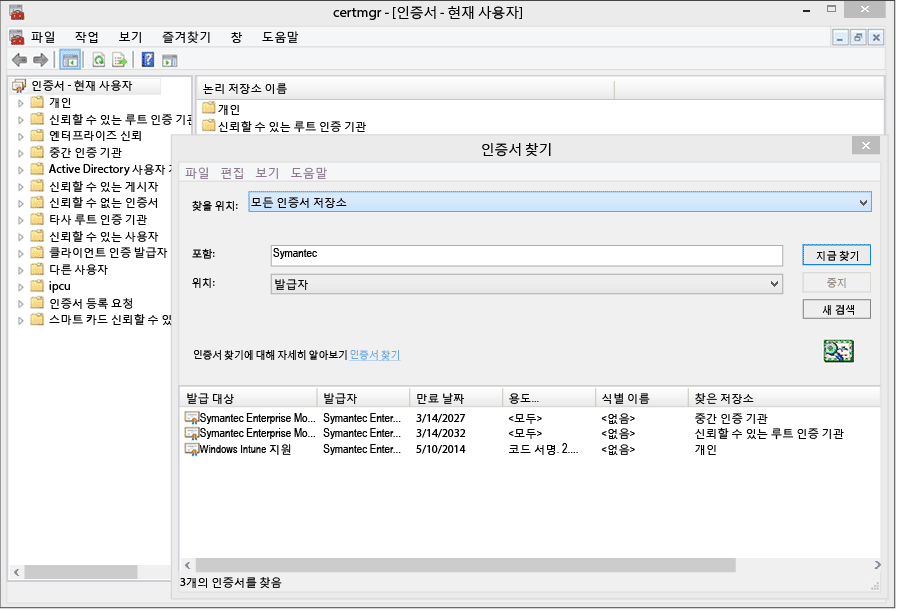 certmgr - [인증서 - 현재 사용자]
파일 작업 보기 즐겨찾기 창 도움말
인증서 - 현재 사용자
개인
신뢰할 수 있는 루트 인증 기관
엔터프라이즈 신뢰
중간 인증 기관
Active Directory 사용자
신뢰할 수 있는 게시자
신뢰할 수 없는 인증서
타사 루트 인증 기관
신뢰할 수 있는 사용자
클라이언트 인증 발급자
다른 사용자
ipcu
인증서 등록 요청
스마트 카드 신뢰할 수 있
논리 저장소 이름
개인
신뢰할 수 있는 루트 인증 기관
인증서 찾기
파일 편집 보기 도움말
찾을 위치: 모든 인증서 저장소
포함: Symantec 지금 찾기
위치: 발급자 중지
새 검색
인증서 찾기에 대해 자세히 알아보기 인증서 찾기
발급 대상 발급자 만료 날짜 용도... 식별 이름 찾은 저장소
Symantec Enterprise Mo... Symantec Enter... 3/14/2027 <모두> <없음> 중간 인증 기관
Symantec Enterprise Mo... Symantec Enter... 3/14/2032 <모두> <없음> 신뢰할 수 있는 루트 인증 기관
Windows Intune 지원 Symantec Enter... 5/10/2014 코드 서명. 2.... <없음> 개인
3개의 인증서를 찾음